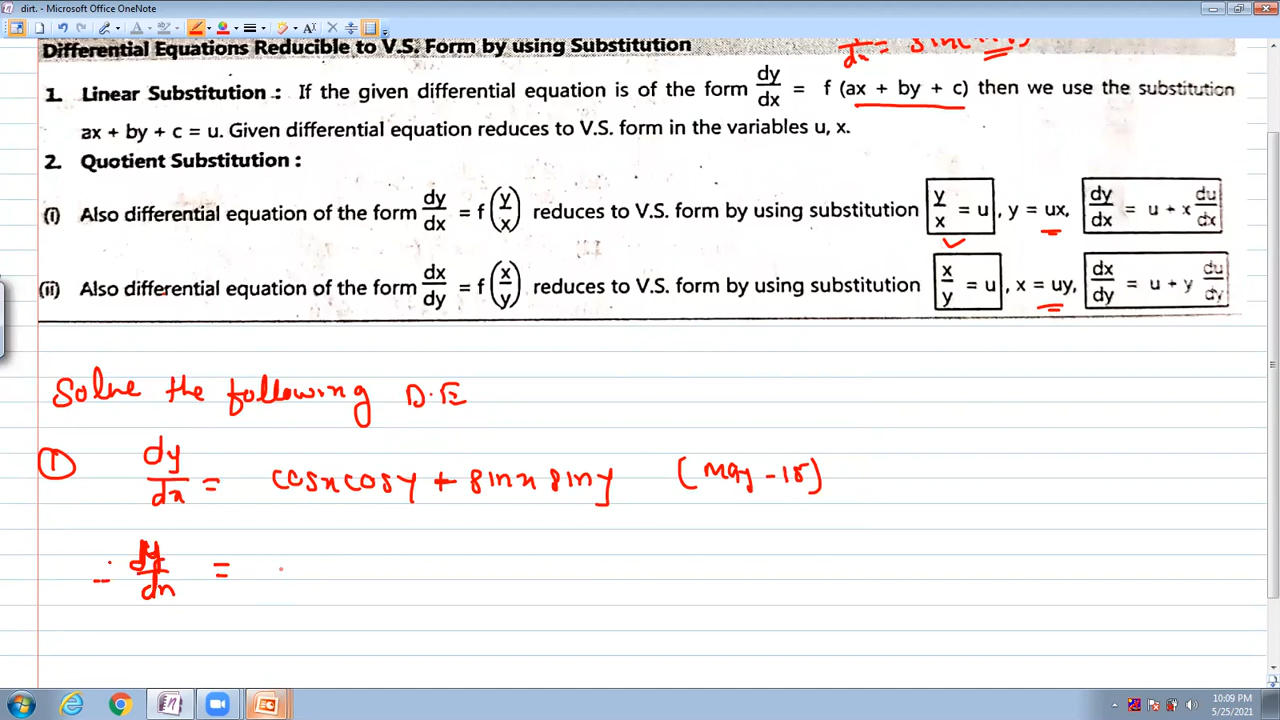 dirt. - Microsoft Office OneNote
Differential Equations Reducible to V.S. Form by using Substitution
1. Linear Substitution : If the given differential equation is of the form dy/dx = f (ax + by + c) then we use the substitution
ax + by + c = u. Given differential equation reduces to V.S. form in the variables u, x.
2. Quotient Substitution :
(i) Also differential equation of the form dy/dx = f (y/x) reduces to V.S. form by using substitution y/x = u, y = ux, dy/dx = u + x du/dx
(ii) Also differential equation of the form dx/dy = f (x/y) reduces to V.S. form by using substitution x/y = u, x = uy, dx/dy = u + y du/dy
Solve the following D.E
① dy/dx = cosx cosy + sinx siny (May-18)
∴ dy/dx =
10:09 PM
5/25/2021